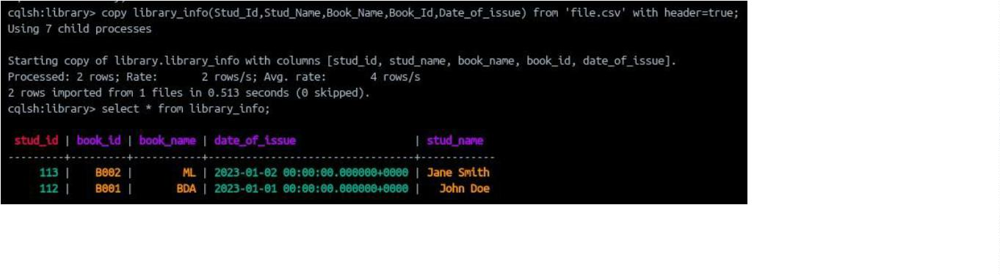 cqlsh:library> copy library_info(Stud_Id,Stud_Name,Book_Name,Book_Id,Date_of_issue) from 'file.csv' with header=true;
Using 7 child processes
Starting copy of library.library_info with columns [stud_id, stud_name, book_name, book_id, date_of_issue].
Processed: 2 rows; Rate:       2 rows/s; Avg. rate:       4 rows/s
2 rows imported from 1 files in 0.513 seconds (0 skipped).
cqlsh:library> select * from library_info;
 stud_id | book_id | book_name | date_of_issue                   | stud_name
---------+---------+-----------+---------------------------------+------------
     113 |    B002 |        ML | 2023-01-02 00:00:00.000000+0000 | Jane Smith
     112 |    B001 |       BDA | 2023-01-01 00:00:00.000000+0000 |   John Doe